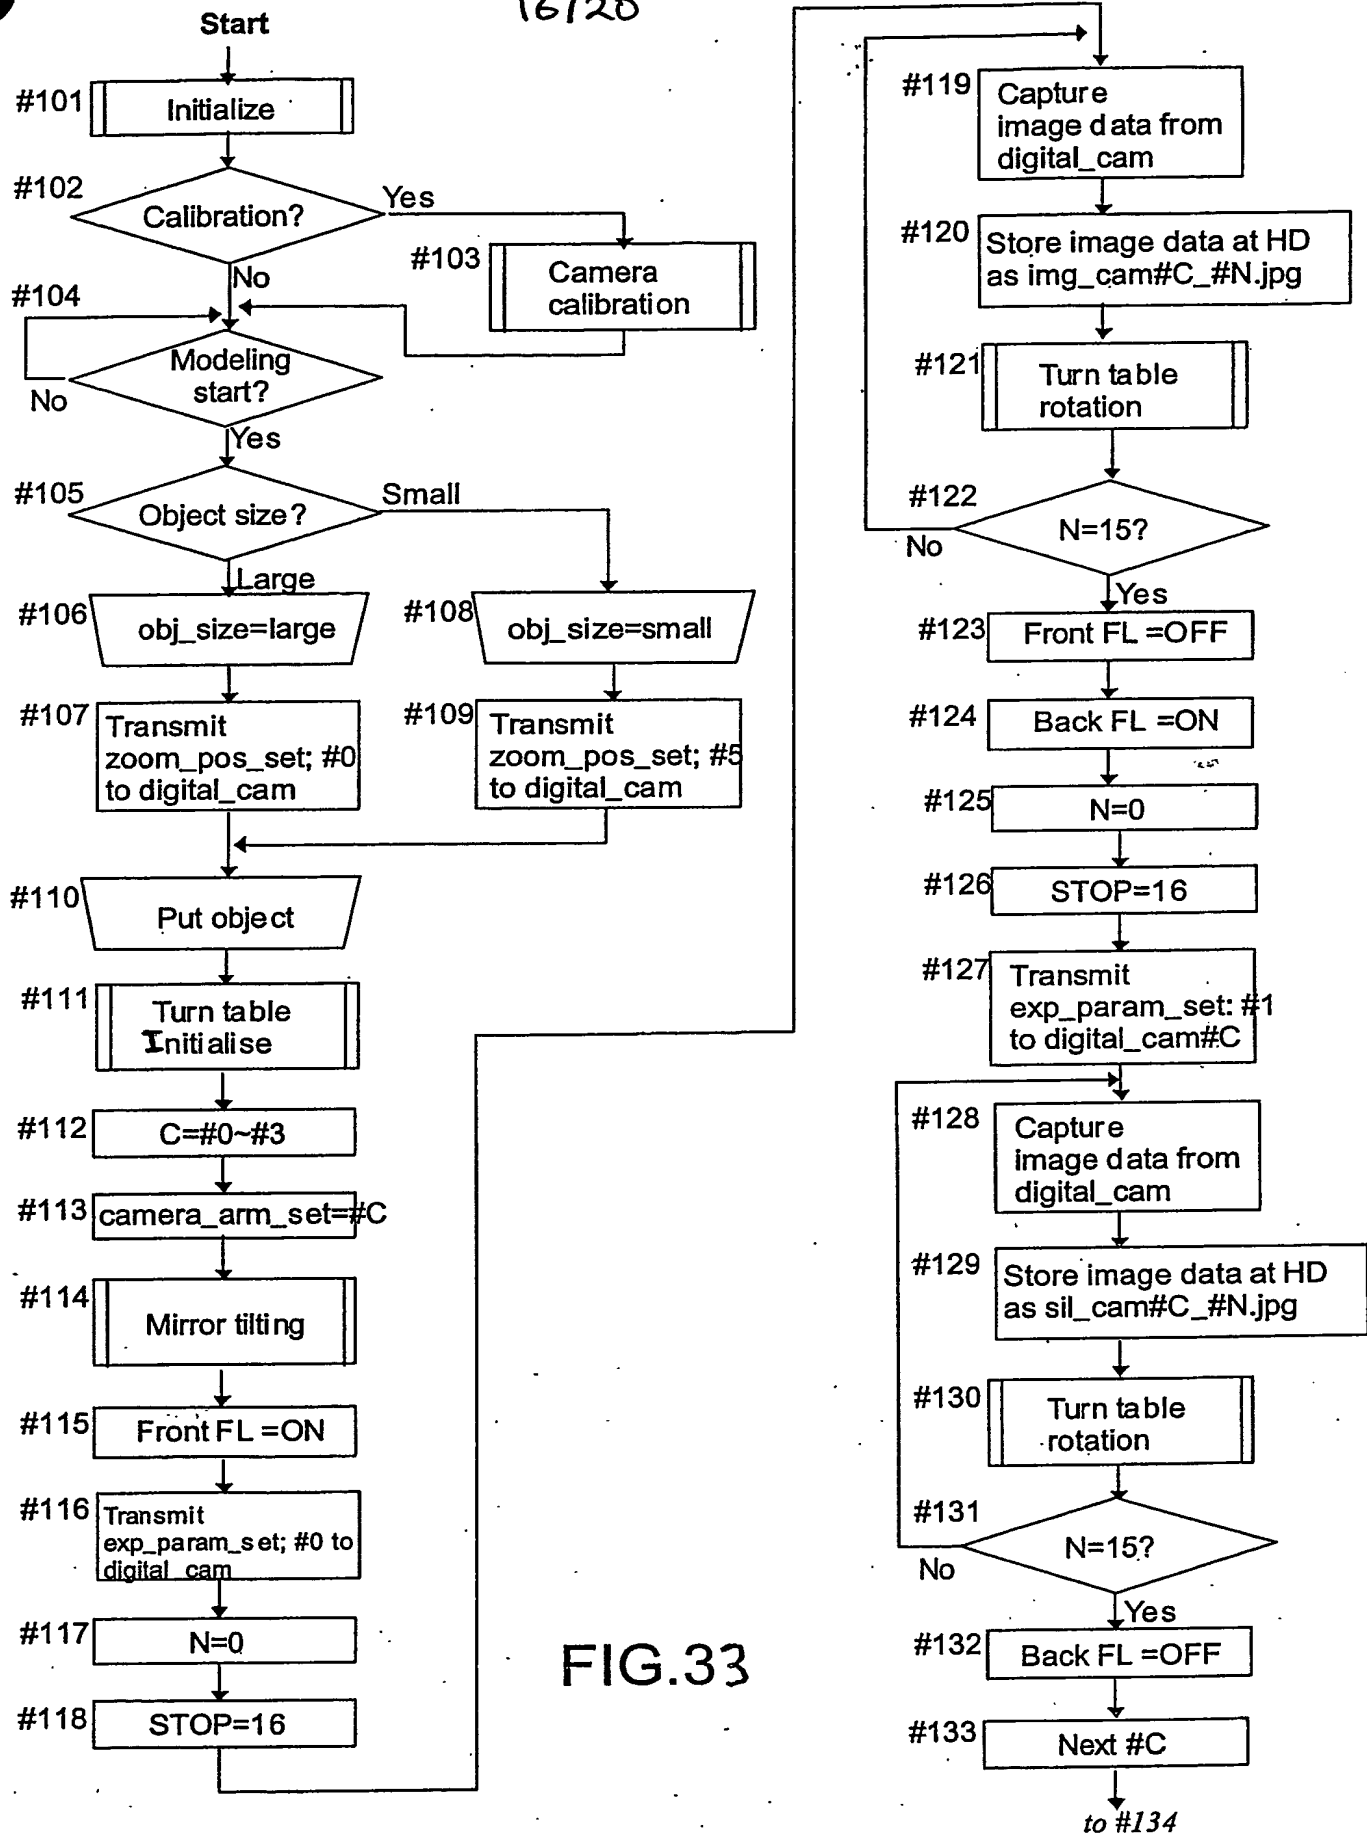 16/20
Start
#101
Initialize
#102
Calibration?
Yes
No
#103
Camera
calibration
#104
Modeling
start?
No
Yes
#105
Object size?
Small
Large
#106
obj_size=large
#108
obj_size=small
#107
Transmit
zoom_pos_set; #0
to digital_cam
#109
Transmit
zoom_pos_set; #5
to digital_cam
#110
Put object
#111
Turn table
Initialise
#112
C=#0~#3
#113
camera_arm_set=#C
#114
Mirror tilting
#115
Front FL =ON
#116
Transmit
exp_param_set; #0 to
digital_cam
#117
N=0
#118
STOP=16
#119
Capture
image data from
digital_cam
#120
Store image data at HD
as img_cam#C_#N.jpg
#121
Turn table
rotation
#122
N=15?
No
Yes
#123
Front FL =OFF
#124
Back FL =ON
#125
N=0
#126
STOP=16
#127
Transmit
exp_param_set: #1
to digital_cam#C
#128
Capture
image data from
digital_cam
#129
Store image data at HD
as sil_cam#C_#N.jpg
#130
Turn table
rotation
#131
N=15?
No
Yes
#132
Back FL =OFF
#133
Next #C
to #134
FIG.33